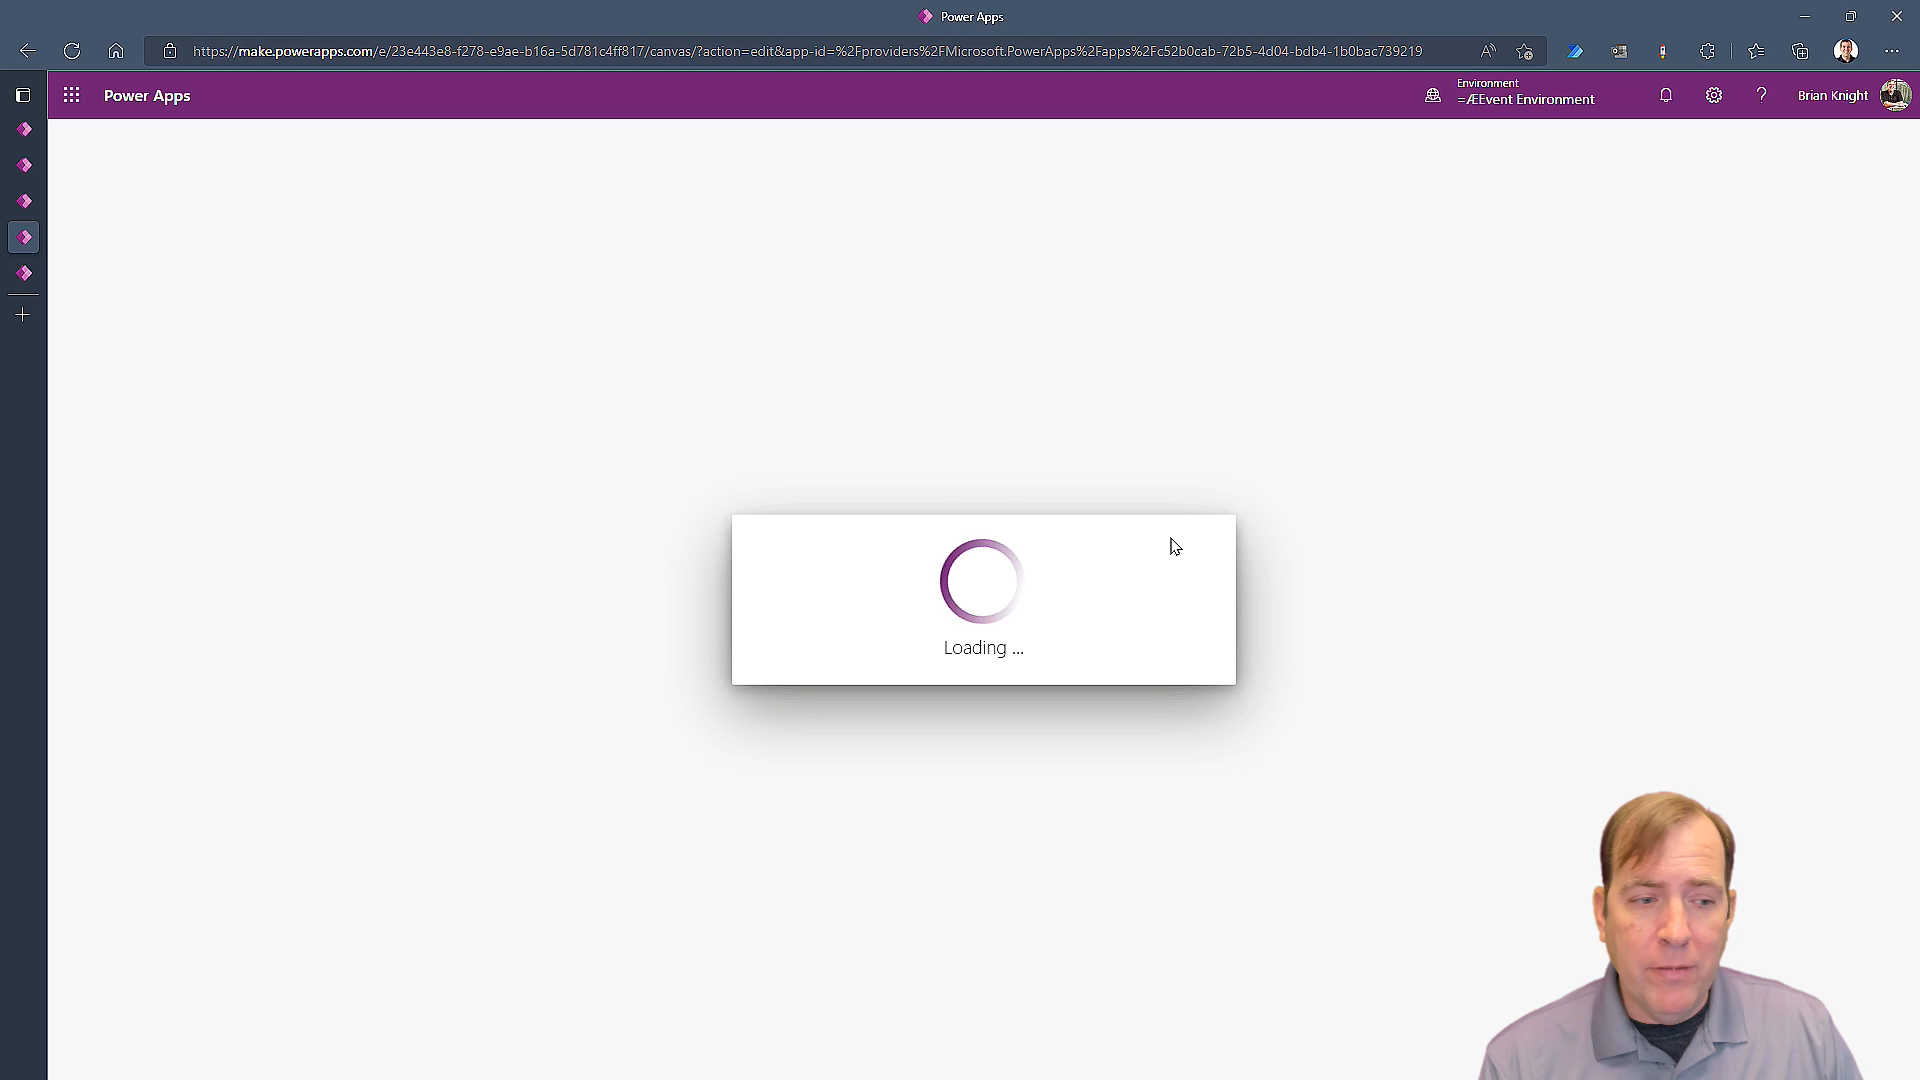 Power Apps
https://make.powerapps.com/e/23e443e8-f278-e9ae-b16a-5d781c4ff817/canvas/?action=edit&app-id=%2Fproviders%2FMicrosoft.PowerApps%2Fapps%2Fc52b0cab-72b5-4d04-bdb4-1b0bac739219
Power Apps
Environment
=ÆEvent Environment
Brian Knight
Loading ...